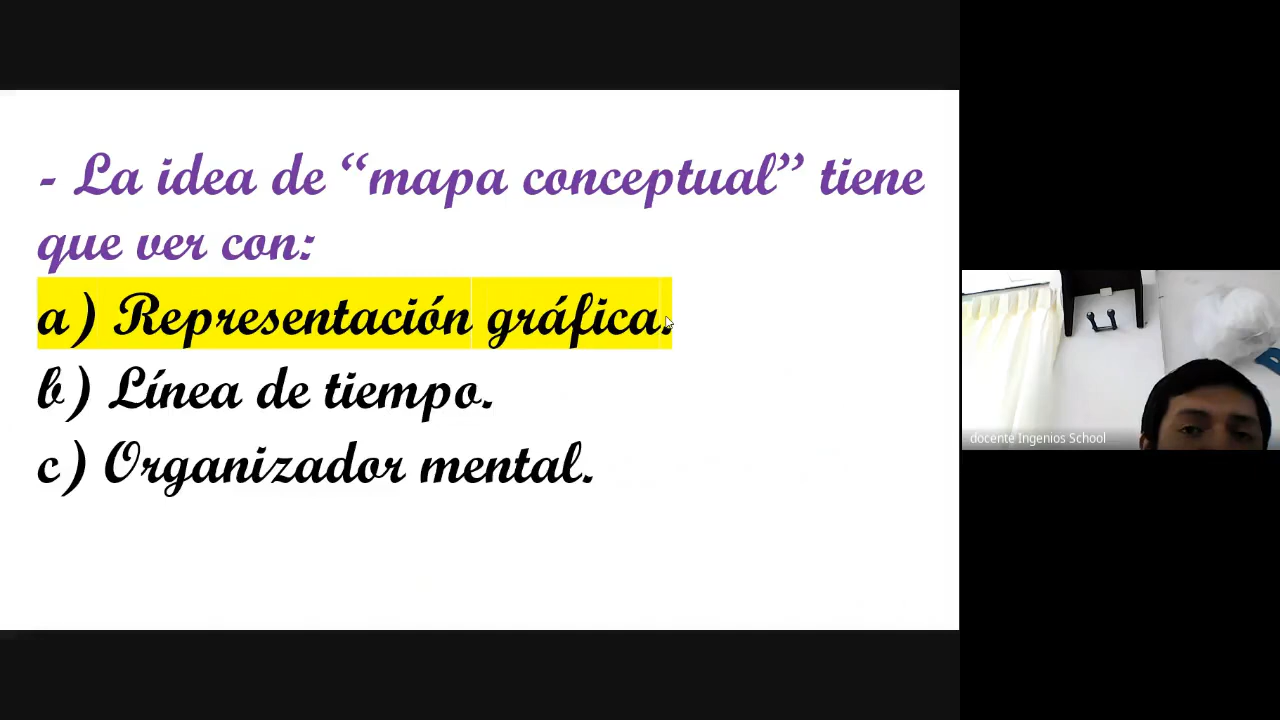 - La idea de “mapa conceptual” tiene
que ver con:
a) Representación gráfica.
b) Línea de tiempo.
c) Organizador mental.
docente Ingenios School